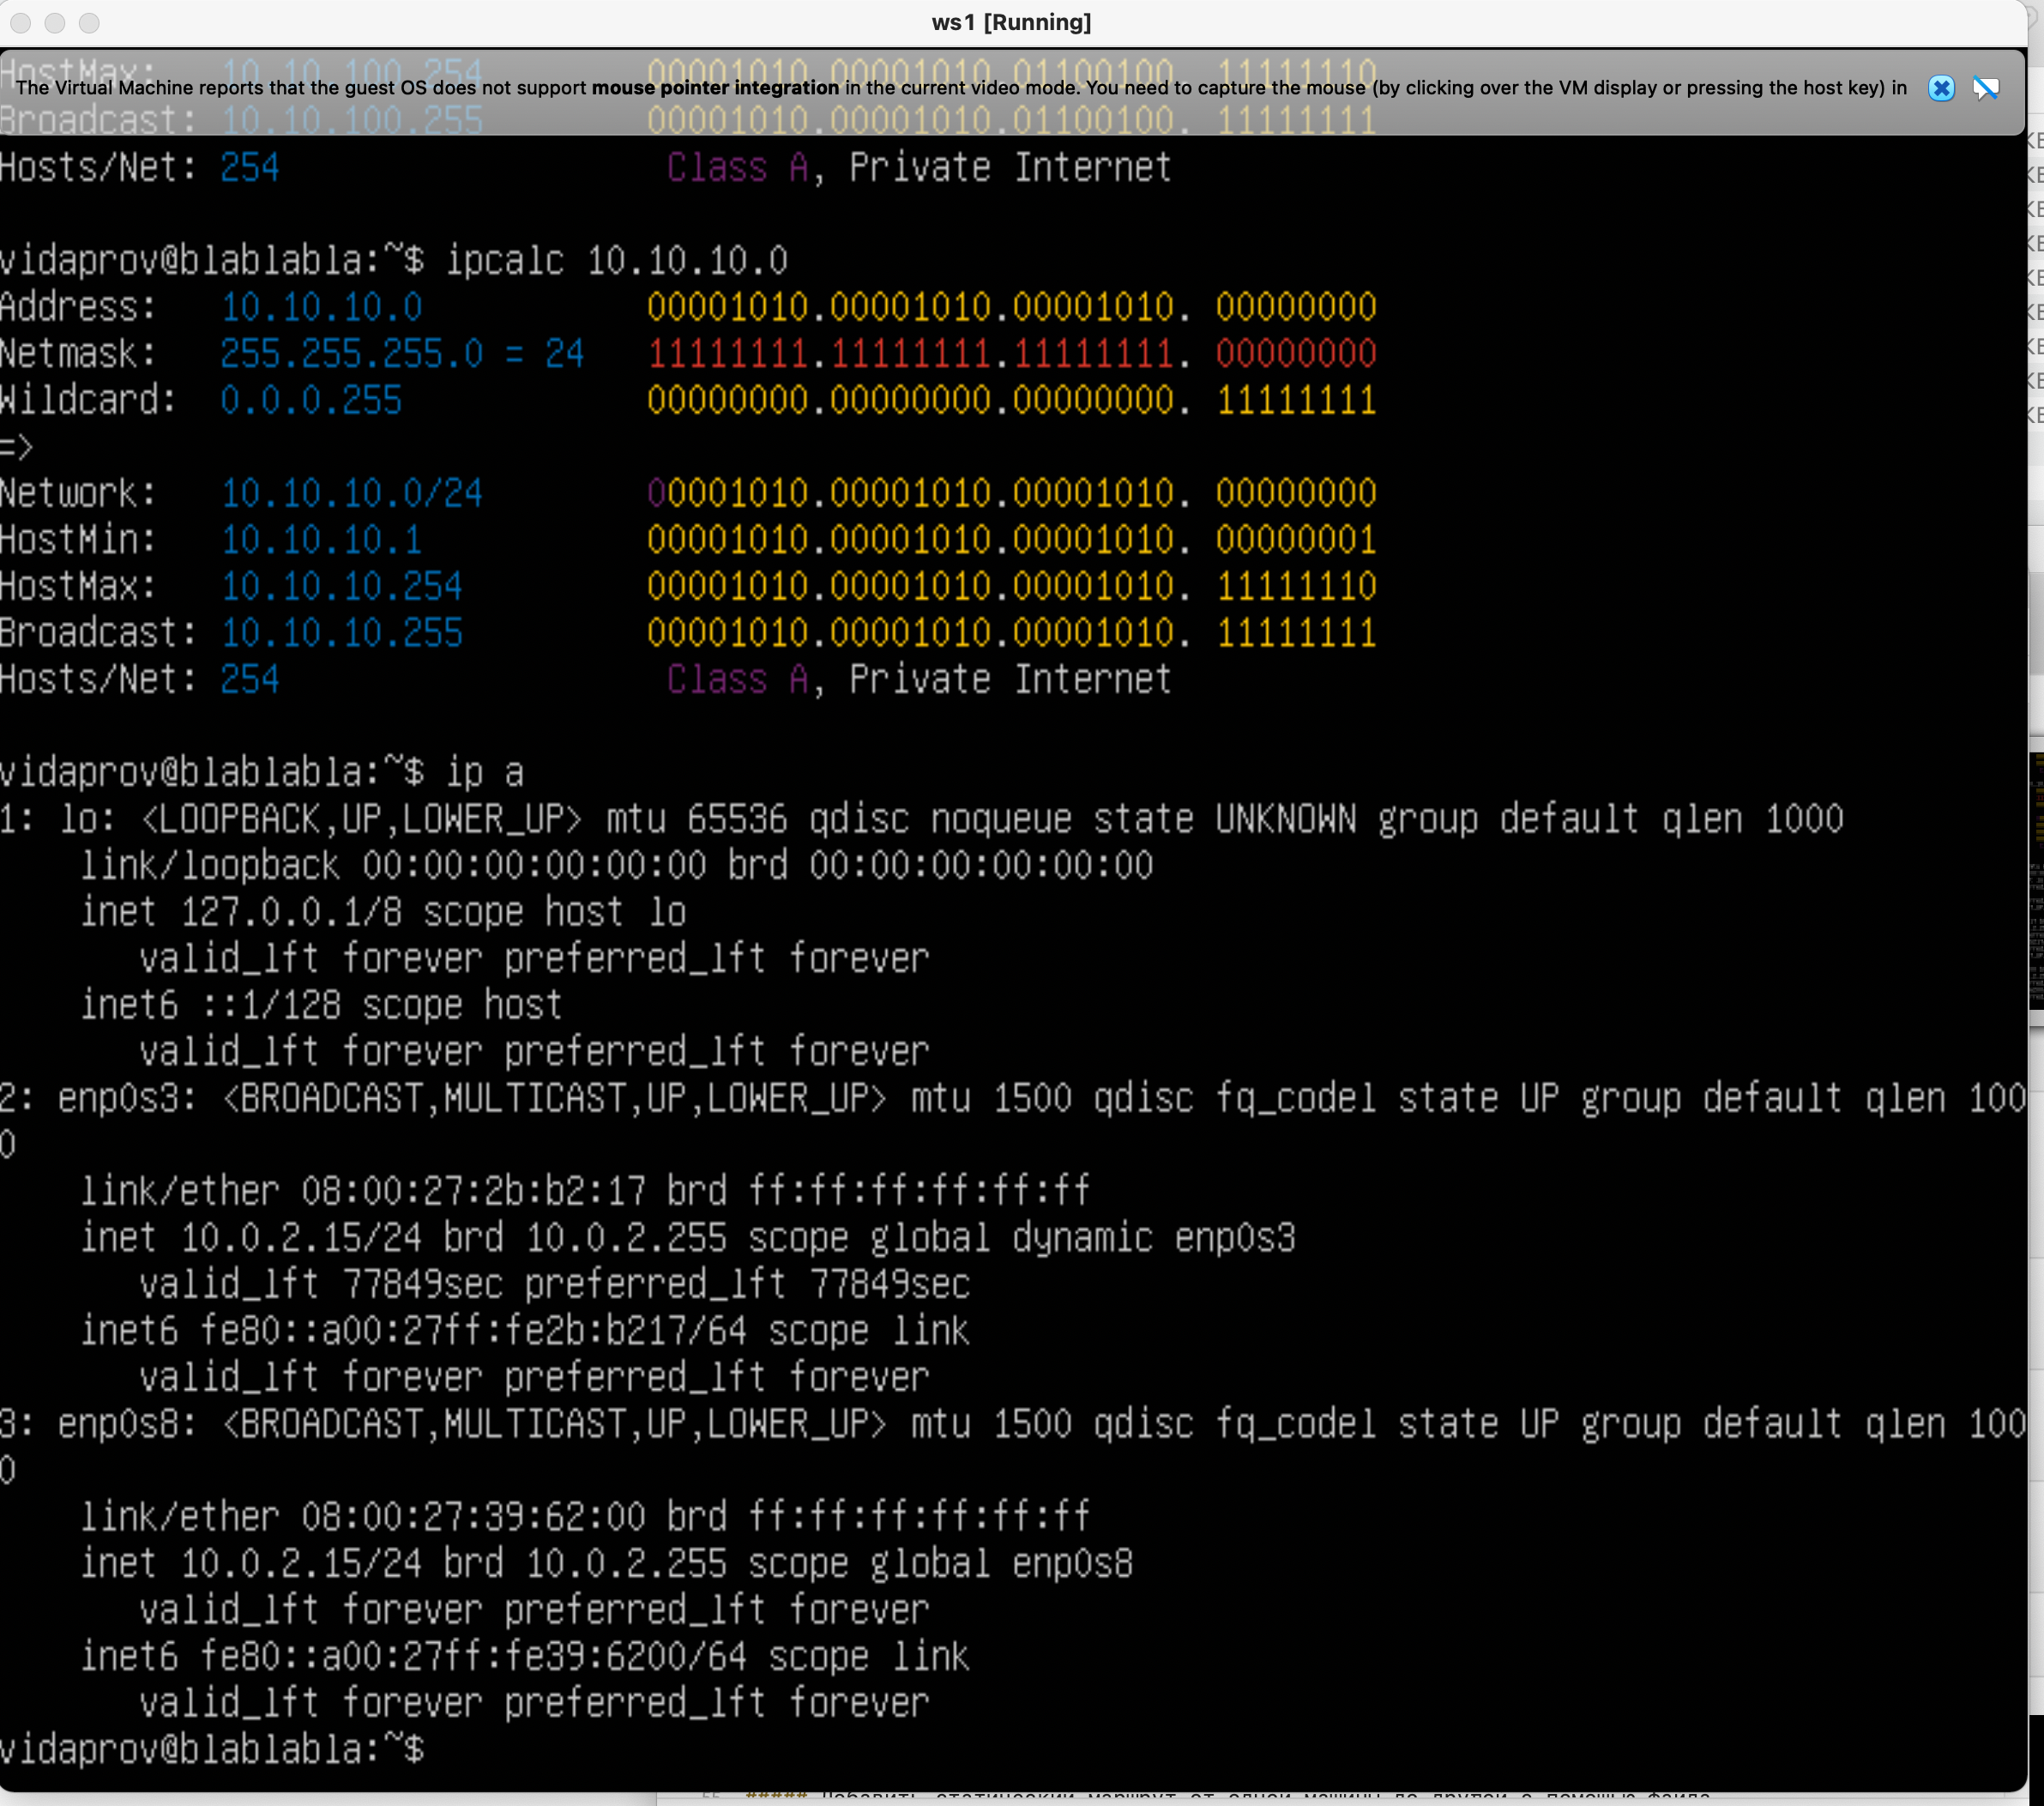 ws1 [Running]
HostMax: 10.10.100.254 00001010.00001010.01100100. 11111110
The Virtual Machine reports that the guest OS does not support mouse pointer integration in the current video mode. You need to capture the mouse (by clicking over the VM display or pressing the host key) in
Broadcast: 10.10.100.255 00001010.00001010.01100100. 11111111
Hosts/Net: 254 Class A, Private Internet
vidaprov@blablabla:~$ ipcalc 10.10.10.0
Address: 10.10.10.0 00001010.00001010.00001010. 00000000
Netmask: 255.255.255.0 = 24 11111111.11111111.11111111. 00000000
Wildcard: 0.0.0.255 00000000.00000000.00000000. 11111111
=>
Network: 10.10.10.0/24 00001010.00001010.00001010. 00000000
HostMin: 10.10.10.1 00001010.00001010.00001010. 00000001
HostMax: 10.10.10.254 00001010.00001010.00001010. 11111110
Broadcast: 10.10.10.255 00001010.00001010.00001010. 11111111
Hosts/Net: 254 Class A, Private Internet
vidaprov@blablabla:~$ ip a
1: lo: <LOOPBACK,UP,LOWER_UP> mtu 65536 qdisc noqueue state UNKNOWN group default qlen 1000
link/loopback 00:00:00:00:00:00 brd 00:00:00:00:00:00
inet 127.0.0.1/8 scope host lo
valid_lft forever preferred_lft forever
inet6 ::1/128 scope host
valid_lft forever preferred_lft forever
2: enp0s3: <BROADCAST,MULTICAST,UP,LOWER_UP> mtu 1500 qdisc fq_codel state UP group default qlen 100
0
link/ether 08:00:27:2b:b2:17 brd ff:ff:ff:ff:ff:ff
inet 10.0.2.15/24 brd 10.0.2.255 scope global dynamic enp0s3
valid_lft 77849sec preferred_lft 77849sec
inet6 fe80::a00:27ff:fe2b:b217/64 scope link
valid_lft forever preferred_lft forever
3: enp0s8: <BROADCAST,MULTICAST,UP,LOWER_UP> mtu 1500 qdisc fq_codel state UP group default qlen 100
0
link/ether 08:00:27:39:62:00 brd ff:ff:ff:ff:ff:ff
inet 10.0.2.15/24 brd 10.0.2.255 scope global enp0s8
valid_lft forever preferred_lft forever
inet6 fe80::a00:27ff:fe39:6200/64 scope link
valid_lft forever preferred_lft forever
vidaprov@blablabla:~$